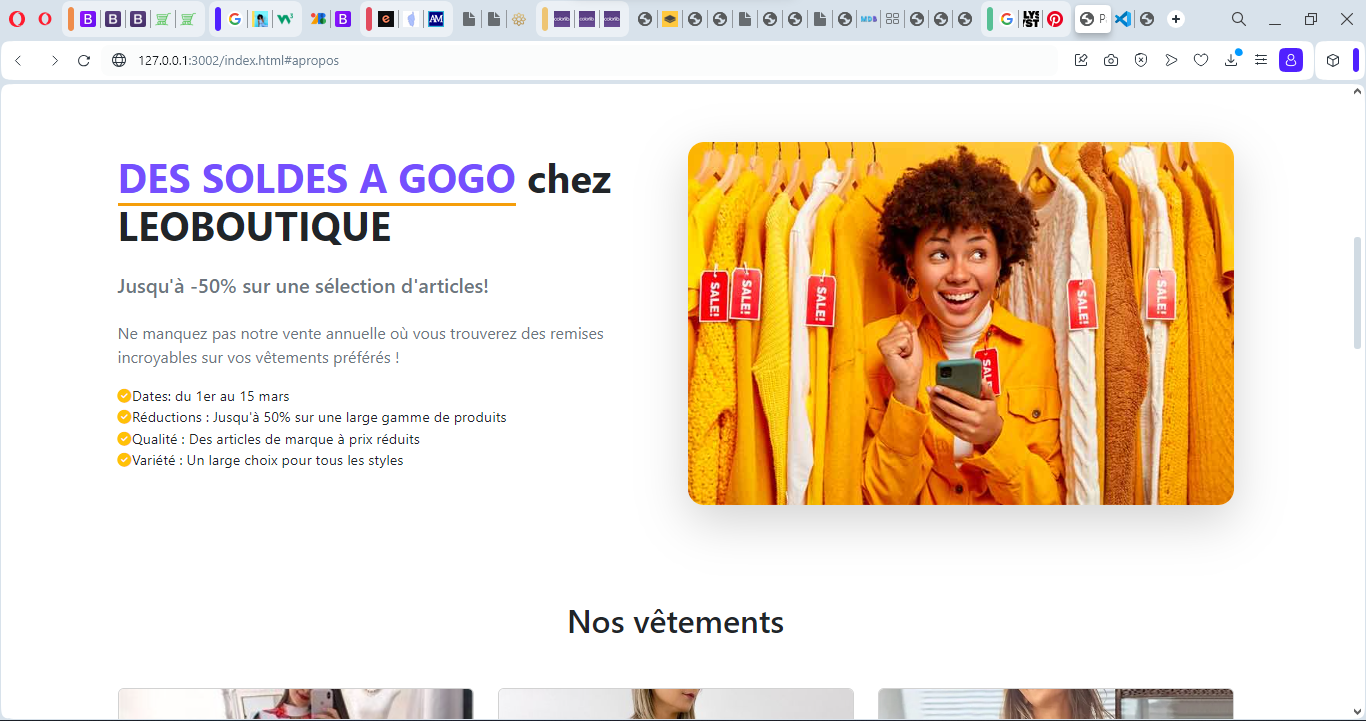 P
127.0.0.1:3002/index.html#apropos
DES SOLDES A GOGO chez
LEOBOUTIQUE
Jusqu'à -50% sur une sélection d'articles!
Ne manquez pas notre vente annuelle où vous trouverez des remises
incroyables sur vos vêtements préférés !
Dates: du 1er au 15 mars
Réductions : Jusqu'à 50% sur une large gamme de produits
Qualité : Des articles de marque à prix réduits
Variété : Un large choix pour tous les styles
SALE!
SALE!
SALE!
SALE
SALE!
SALE!
Nos vêtements